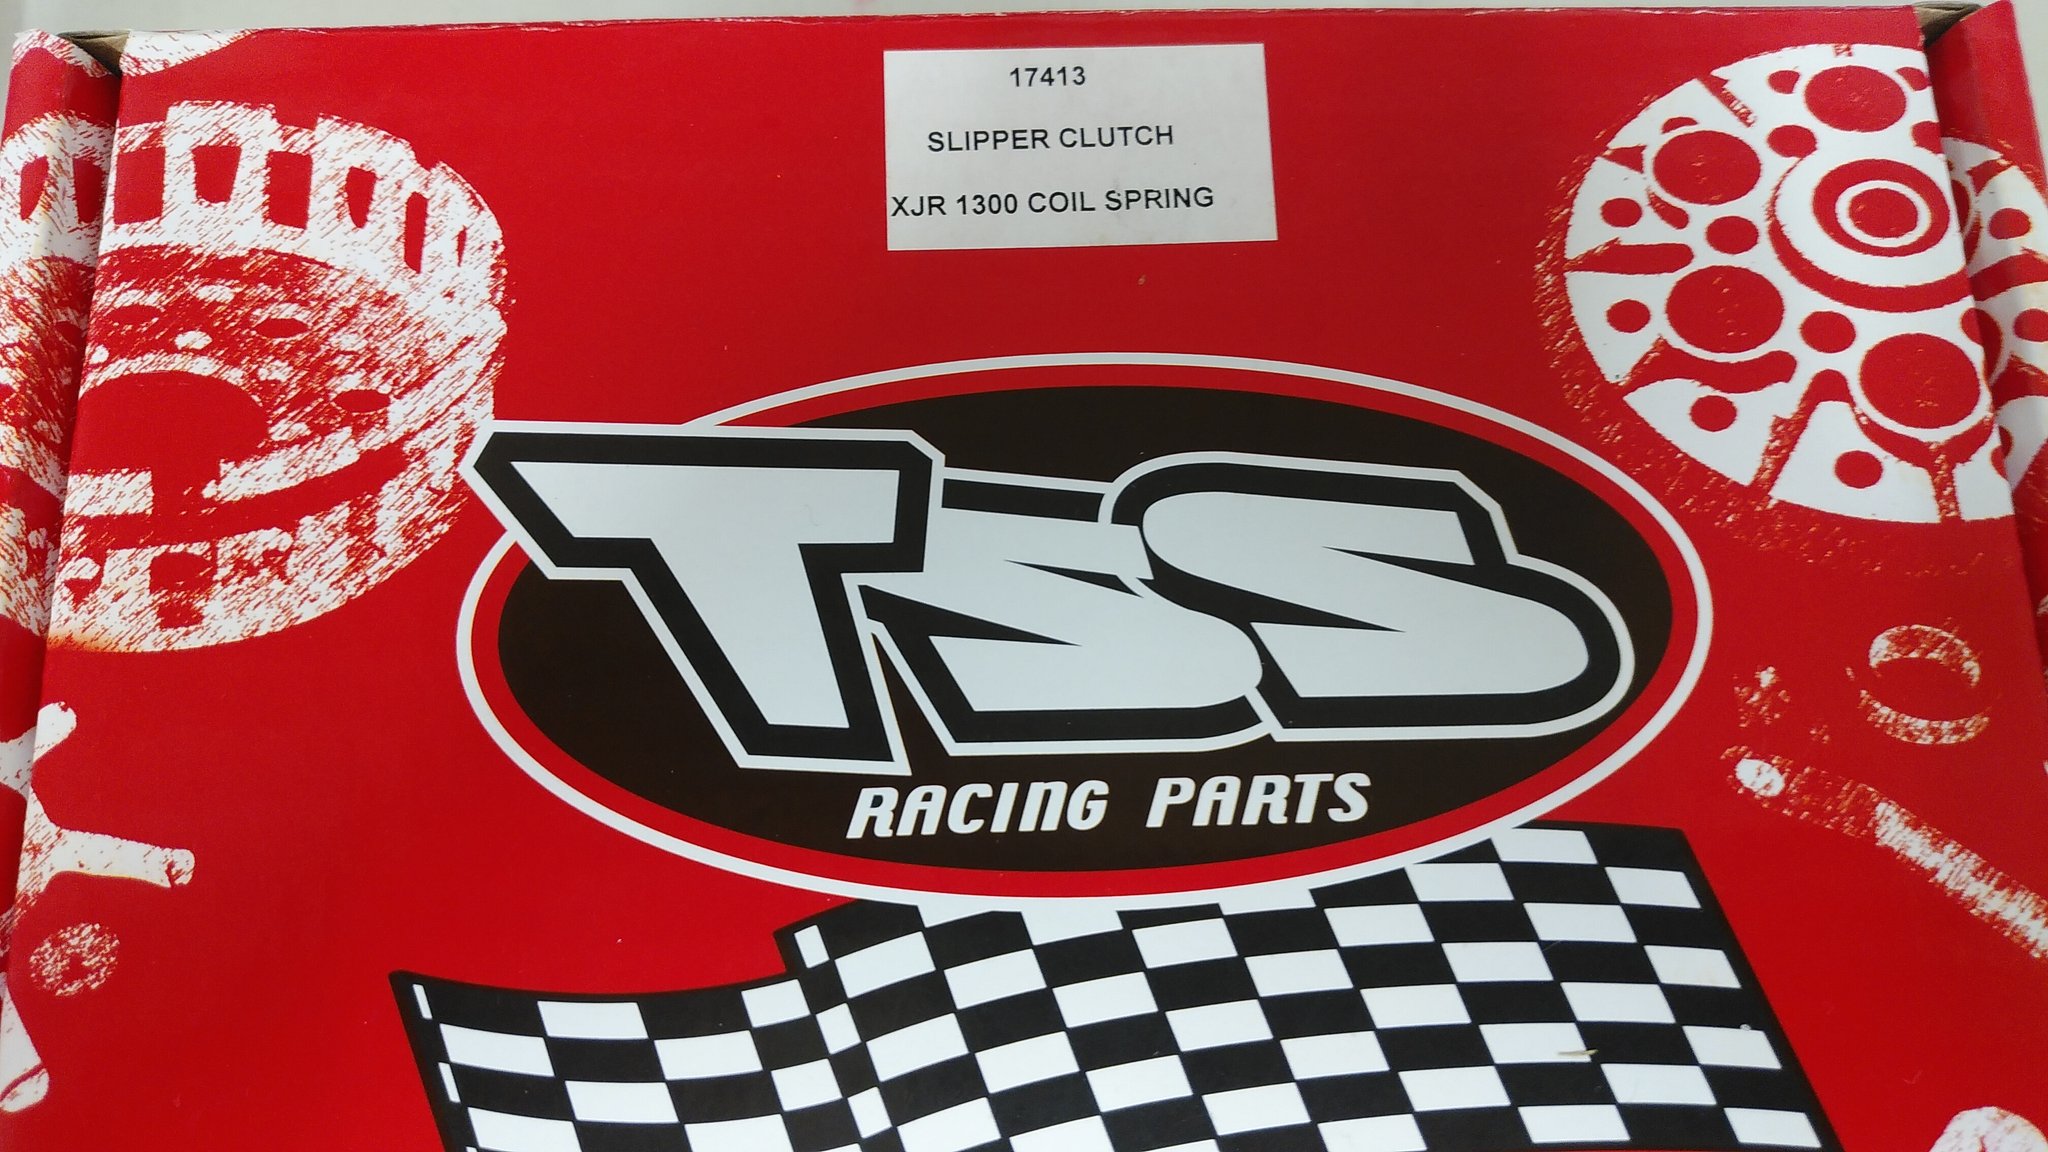 17413
SLIPPER CLUTCH
XJR 1300 COIL SPRING
TSS
RACING PARTS